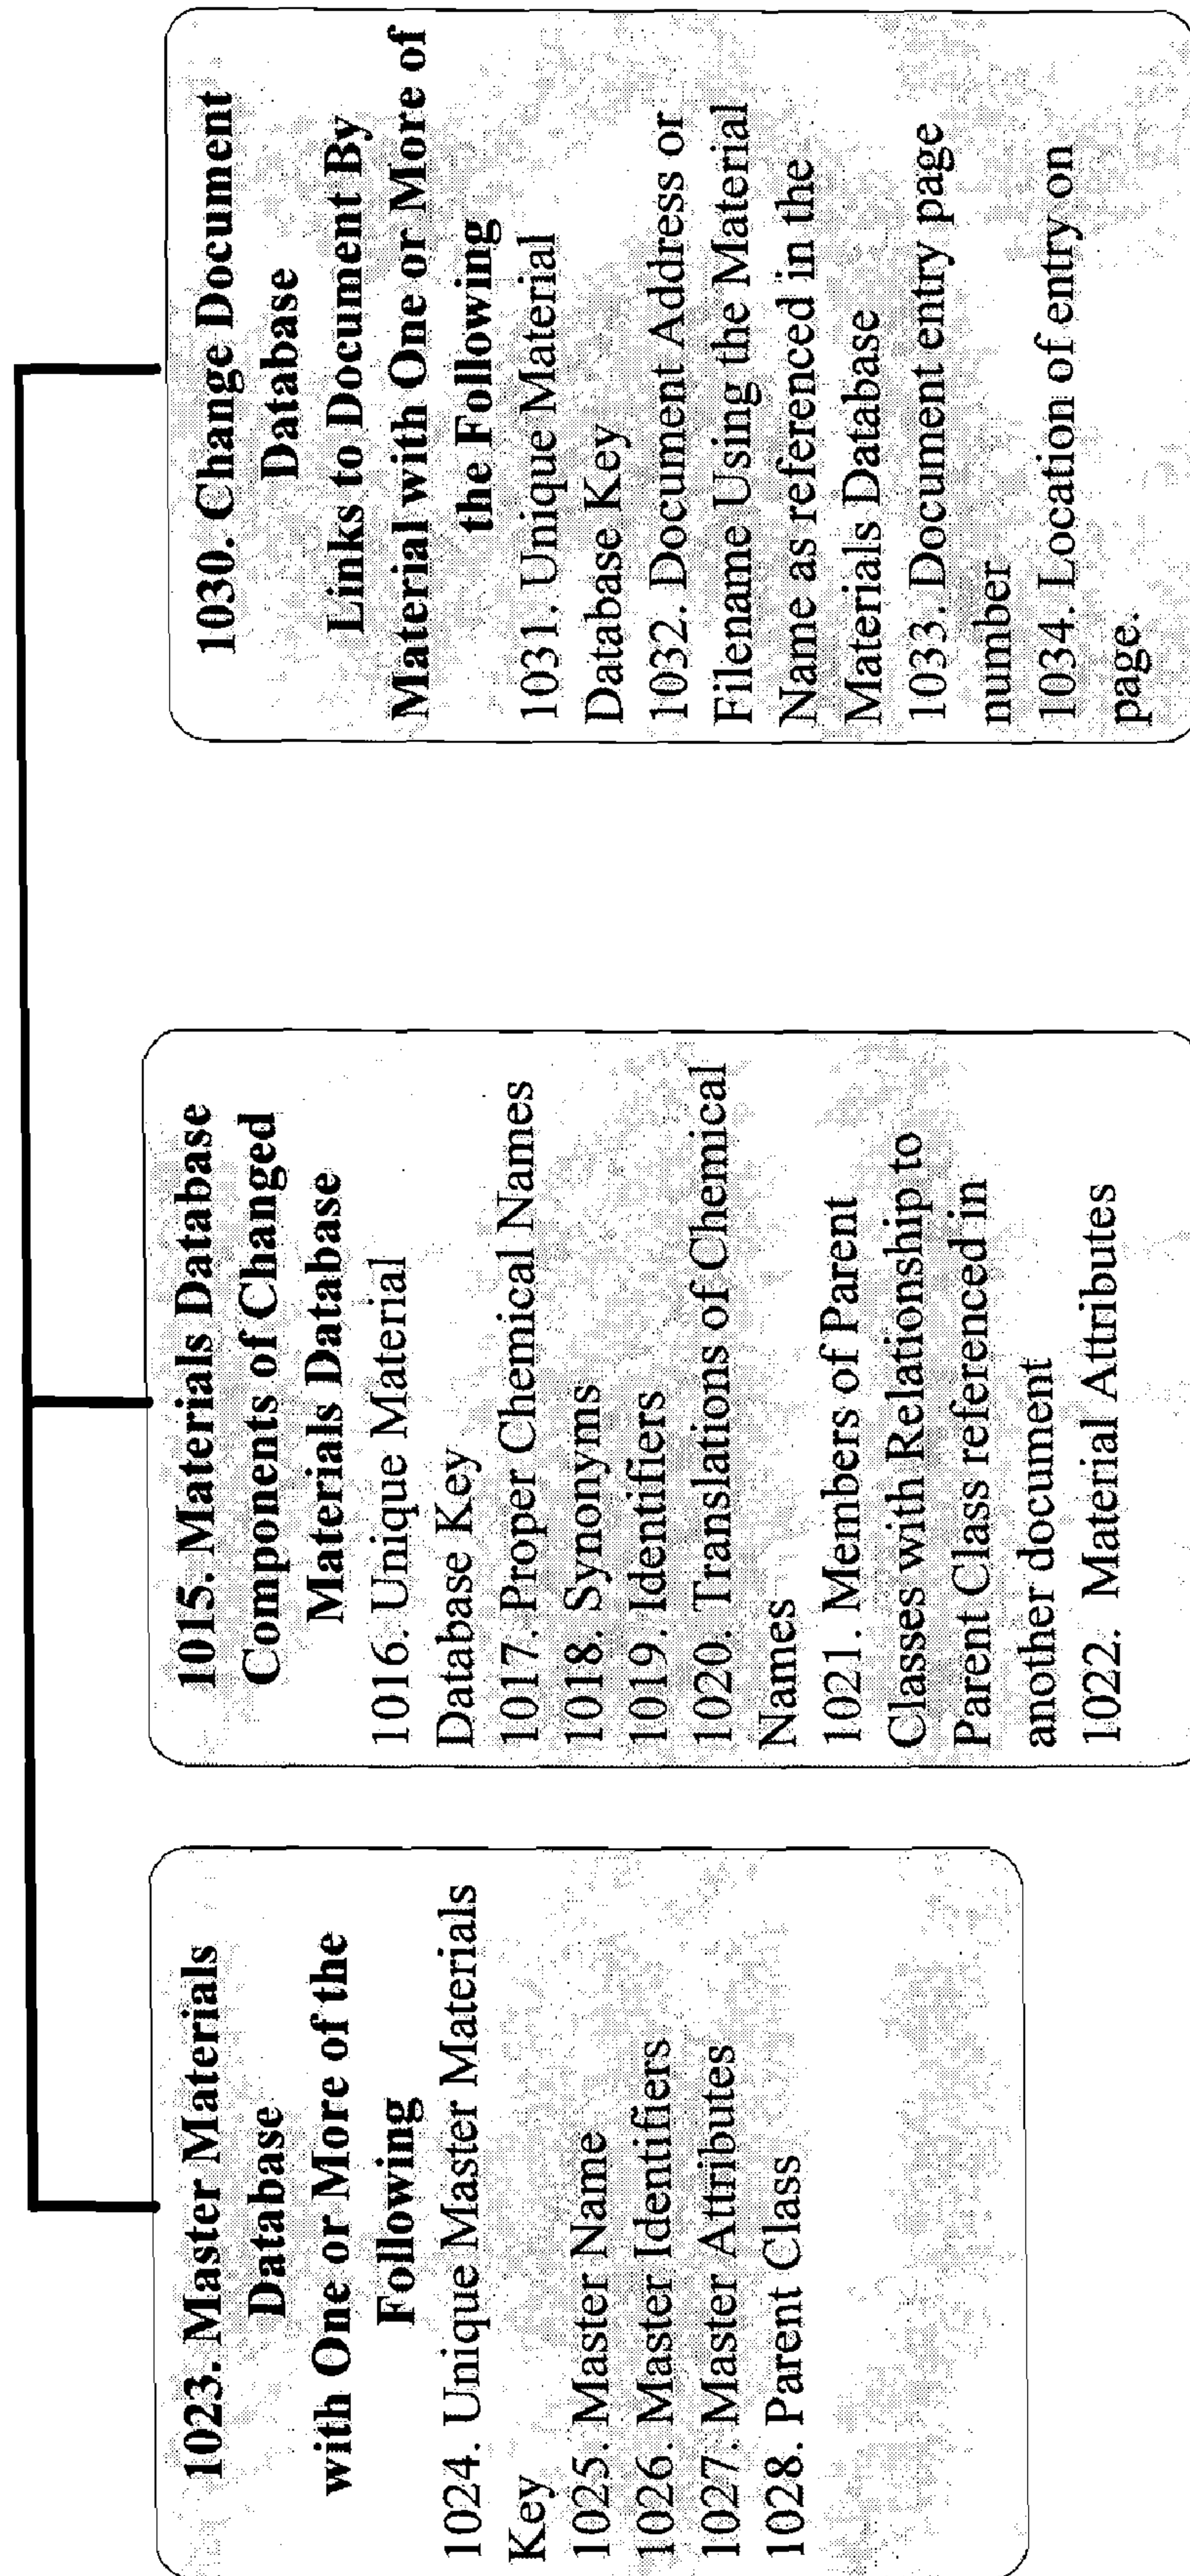 1023. Master Materials
Database
with One or More of the
Following
1024. Unique Master Materials
Key
1025. Master Name
1026. Master Identifiers
1027. Master Attributes
1028. Parent Class
1015. Materials Database
Components of Changed
Materials Database
1016. Unique Material
Database Key
1017. Proper Chemical Names
1018. Synonyms
1019. Identifiers
1020. Translations of Chemical
Names
1021. Members of Parent
Classes with Relationship to
Parent Class referenced in
another document
1022. Material Attributes
1030. Change Document
Database
Links to Document By
Material with One or More of
the Following
1031. Unique Material
Database Key
1032. Document Address or
Filename Using the Material
Name as referenced in the
Materials Database
1033. Document entry page
number
1034. Location of entry on
page.